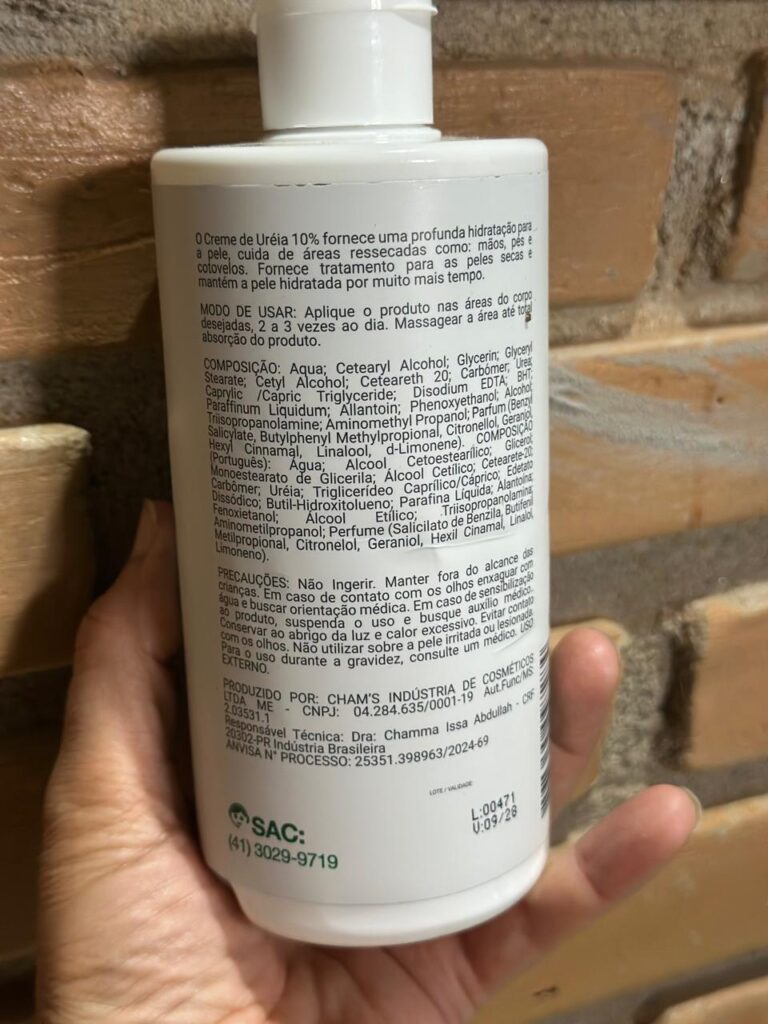 O Creme de Uréia 10% fornece uma profunda hidratação para
a pele, cuida de áreas ressecadas como: mãos, pés e
cotovelos. Fornece tratamento para as peles secas e
mantém a pele hidratada por muito mais tempo.
MODO DE USAR: Aplique o produto nas áreas do corpo
desejadas, 2 a 3 vezes ao dia. Massagear a área até total
absorção do produto.
COMPOSIÇÃO: Aqua; Cetearyl Alcohol; Glycerin; Glyceryl
Stearate; Cetyl Alcohol; Ceteareth 20; Carbômer; Urea;
Caprylic /Capric Triglyceride; Disodium EDTA; BHT;
Paraffinum Liquidum; Allantoin; Phenoxyethanol; Alcohol;
Triisopropanolamine; Aminomethyl Propanol; Parfum (Benzyl
Salicylate, Butylphenyl Methylpropional, Citronellol, Geraniol,
Hexyl Cinnamal, Linalool, d-Limonene). COMPOSIÇÃO
(Português): Água; Alcool Cetoestearílico; Glicerol;
Monoestearato de Glicerila; Álcool Cetílico; Cetearete-20;
Carbômer; Uréia; Triglicerídeo Caprílico/Cáprico; Edetato
Dissódico; Butil-Hidroxitolueno; Parafina Líquida; Alantoína;
Fenoxietanol; Álcool Etílico; Triisopropanolamina;
Aminometilpropanol; Perfume (Salicilato de Benzila, Butifenil
Metilpropional, Citronelol, Geraniol, Hexil Cinamal, Linalol,
Limoneno).
PRECAUÇÕES: Não Ingerir. Manter fora do alcance das
crianças. Em caso de contato com os olhos enxaguar com
água e buscar orientação médica. Em caso de sensibilização
ao produto, suspenda o uso e busque auxílio médico.
Conservar ao abrigo da luz e calor excessivo. Evitar contato
com os olhos. Não utilizar sobre a pele irritada ou lesionada.
Para o uso durante a gravidez, consulte um médico. USO
EXTERNO.
PRODUZIDO POR: CHAM'S INDÚSTRIA DE COSMÉTICOS
LTDA ME - CNPJ: 04.284.635/0001-19 Aut.Func/MS:
2.03531.1
Responsável Técnica: Dra: Chamma Issa Abdullah - CRF
20302-PR Indústria Brasileira
ANVISA N° PROCESSO: 25351.398963/2024-69
LOTE / VALIDADE:
L:00471
V:09/28
SAC:
(41) 3029-9719